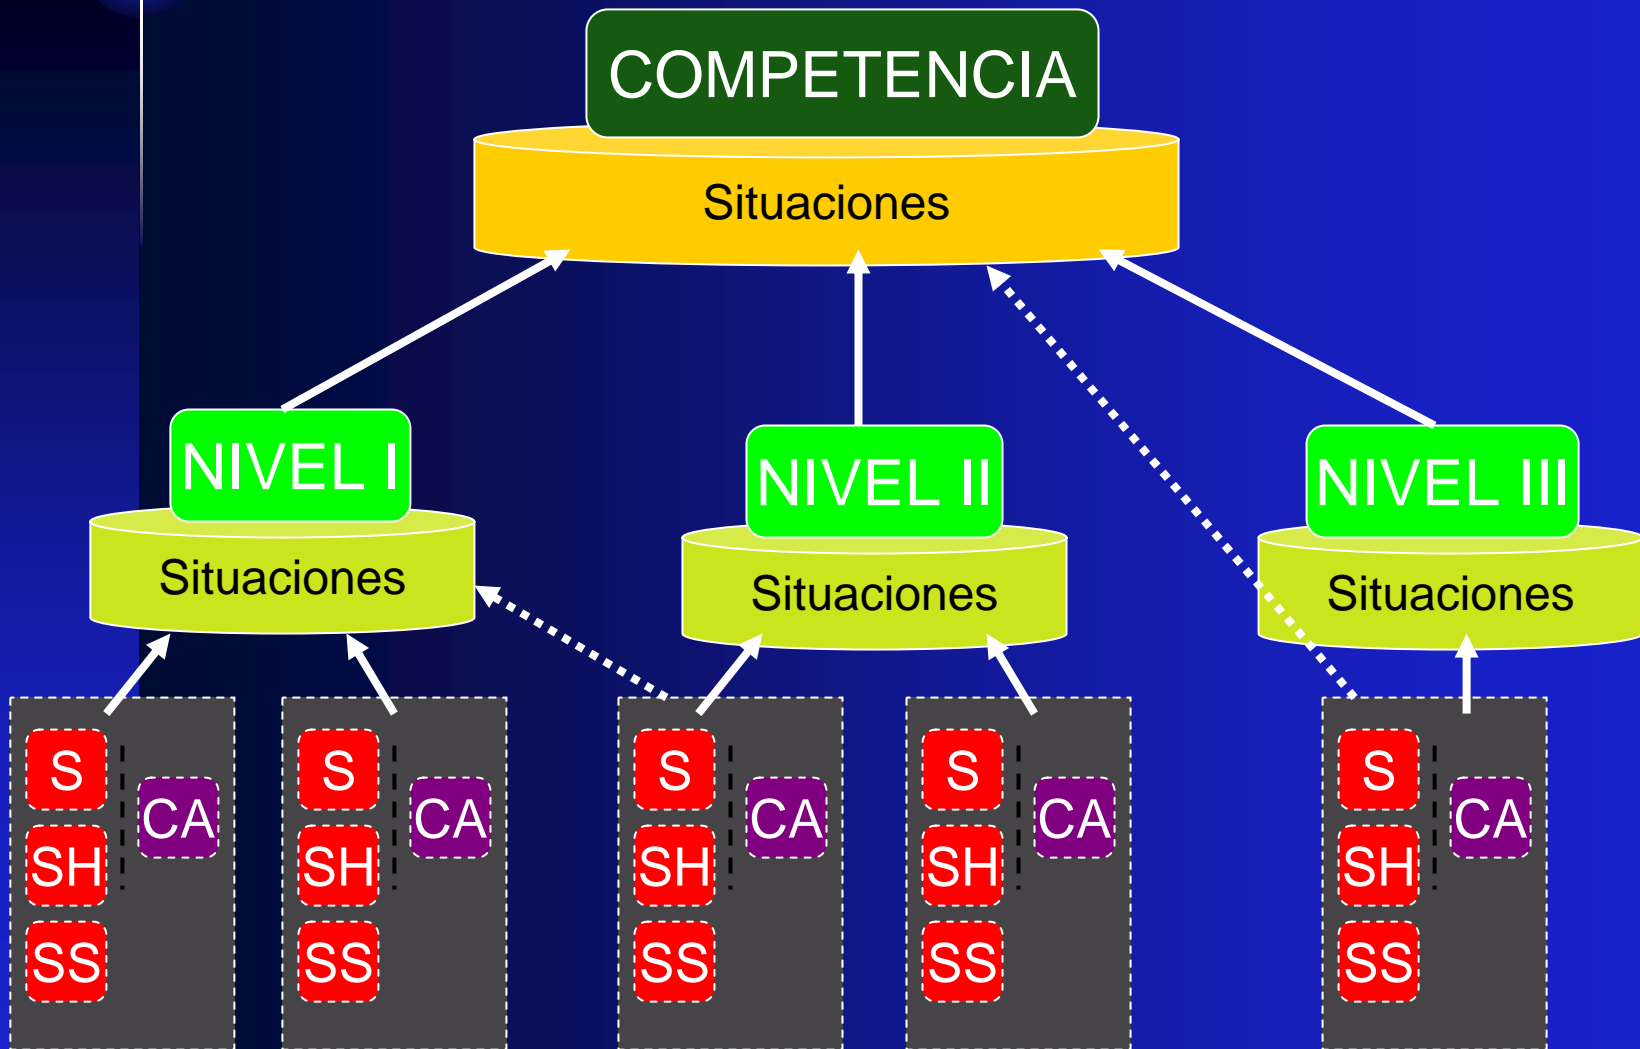 COMPETENCIA
Situaciones
NIVEL I
NIVEL II
NIVEL III
Situaciones
Situaciones
Situaciones
S
CA
SH
SS
S
CA
SH
SS
S
CA
SH
SS
S
CA
SH
SS
S
CA
SH
SS